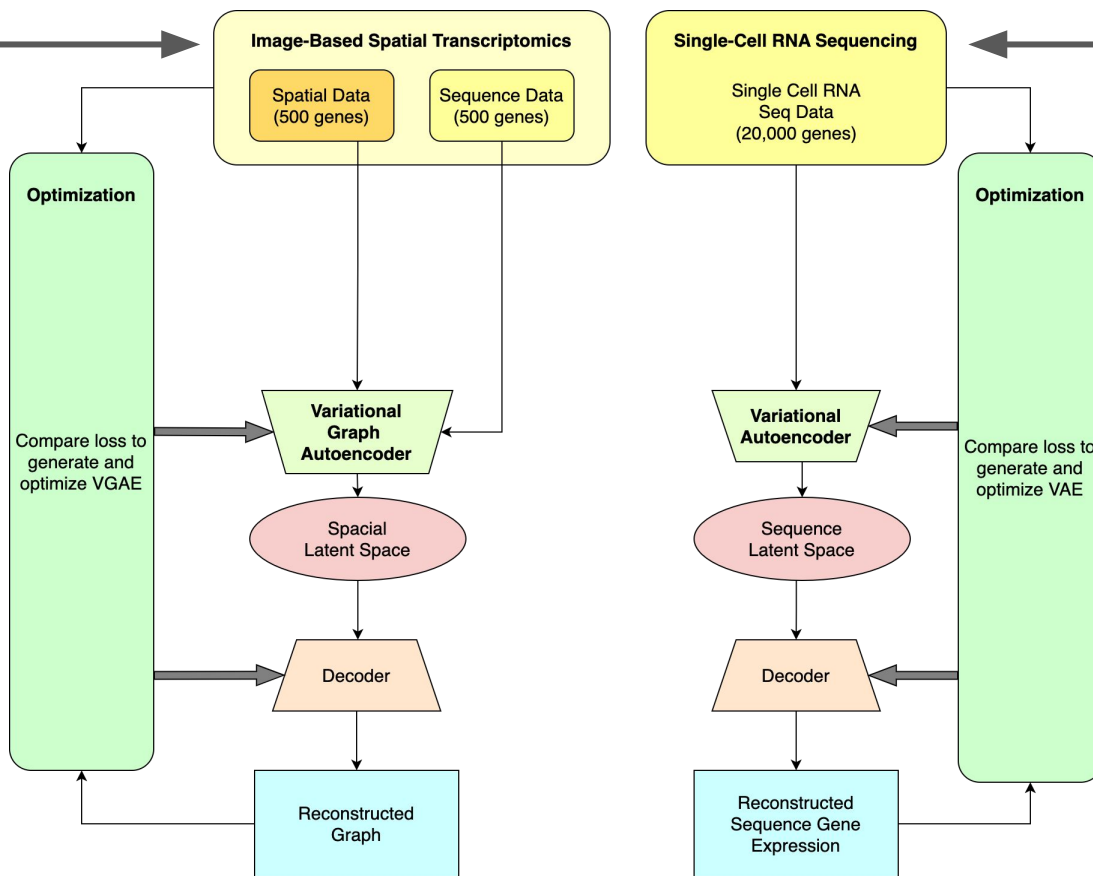 Image-Based Spatial Transcriptomics
Spatial Data
(500 genes)
Sequence Data
(500 genes)
Single-Cell RNA Sequencing
Single Cell RNA
Seq Data
(20,000 genes)
Optimization
Compare loss to
generate and
optimize VGAE
Variational
Graph
Autoencoder
Spacial
Latent Space
Decoder
Reconstructed
Graph
Variational
Autoencoder
Sequence
Latent Space
Decoder
Reconstructed
Sequence Gene
Expression
Optimization
Compare loss to
generate and
optimize VAE